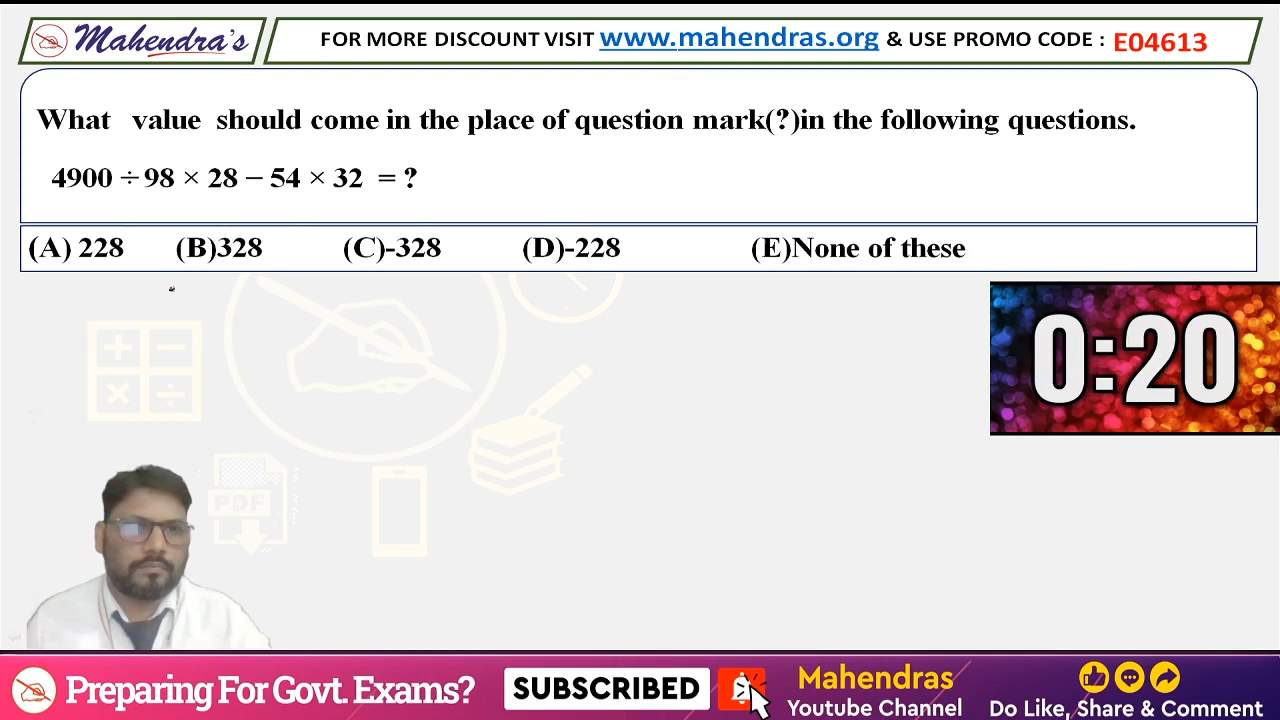 Mahendra's
FOR MORE DISCOUNT VISIT www.mahendras.org & USE PROMO CODE : E04613
What value should come in the place of question mark(?)in the following questions.
4900 ÷ 98 × 28 − 54 × 32 = ?
(A) 228 (B)328 (C)-328 (D)-228 (E)None of these
0:20
PDF
Preparing For Govt. Exams?
SUBSCRIBED
Mahendras
Youtube Channel
Do Like, Share & Comment